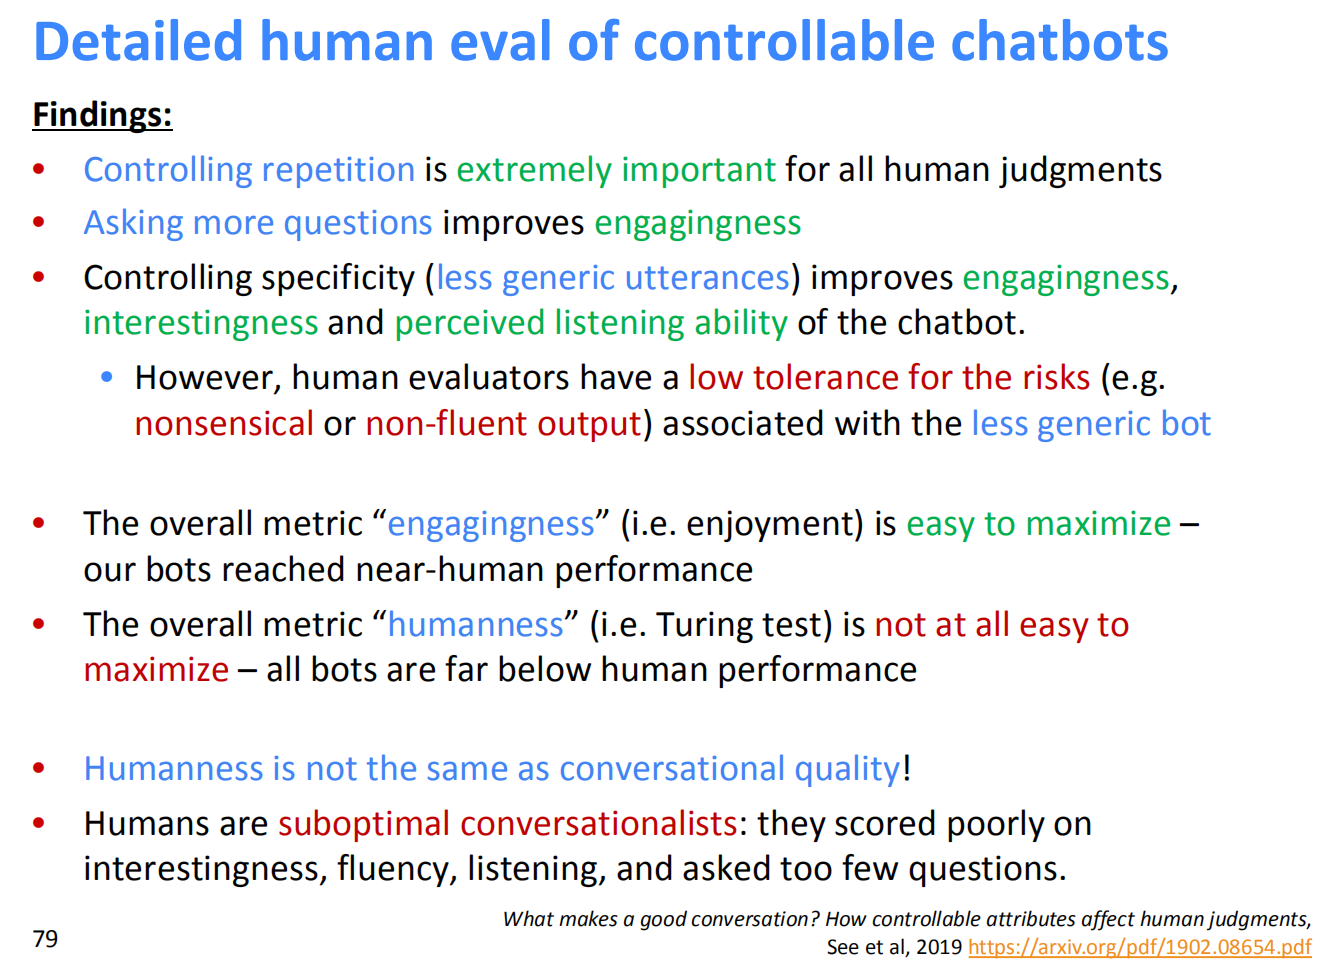 Detailed human eval of controllable chatbots
Findings:
• Controlling repetition is extremely important for all human judgments
• Asking more questions improves engagingness
• Controlling specificity (less generic utterances) improves engagingness,
interestingness and perceived listening ability of the chatbot.
• However, human evaluators have a low tolerance for the risks (e.g.
nonsensical or non-fluent output) associated with the less generic bot
• The overall metric “engagingness” (i.e. enjoyment) is easy to maximize –
our bots reached near-human performance
• The overall metric “humanness” (i.e. Turing test) is not at all easy to
maximize – all bots are far below human performance
• Humanness is not the same as conversational quality!
• Humans are suboptimal conversationalists: they scored poorly on
interestingness, fluency, listening, and asked too few questions.
What makes a good conversation? How controllable attributes affect human judgments,
See et al, 2019 https://arxiv.org/pdf/1902.08654.pdf
79